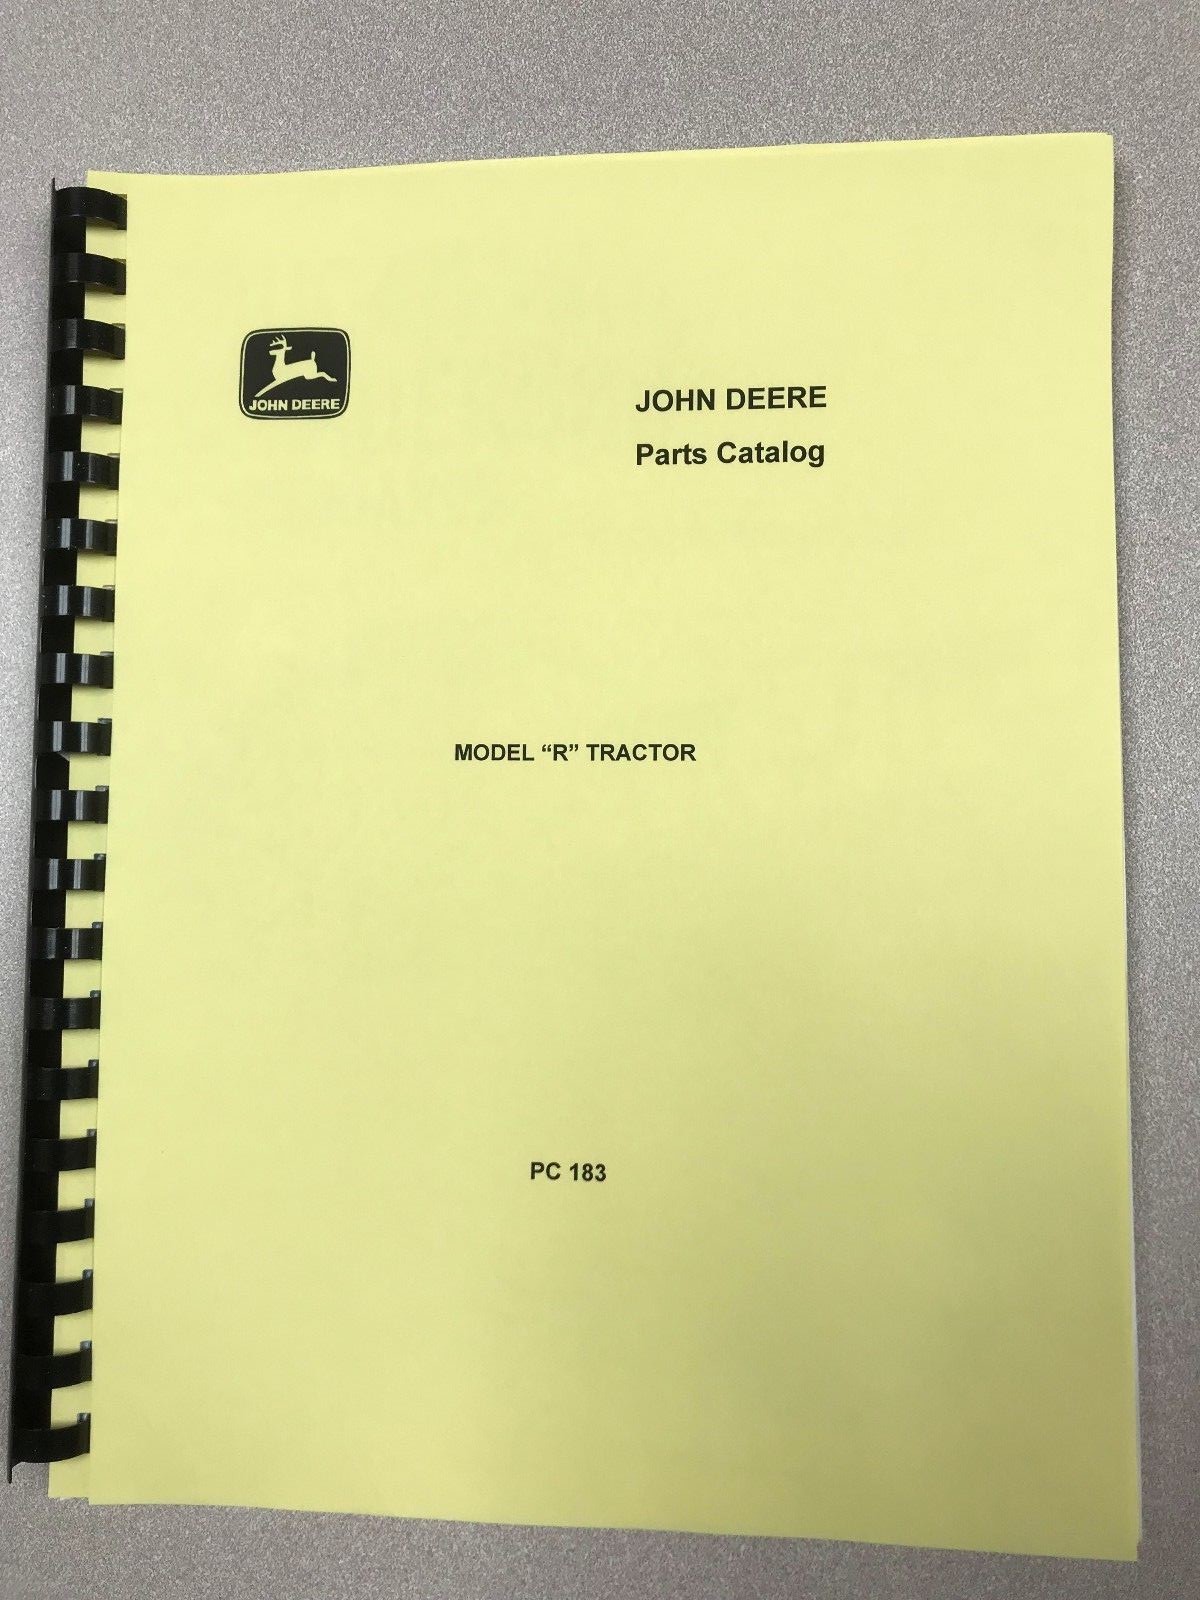 JOHN DEERE
JOHN DEERE
Parts Catalog
MODEL “R” TRACTOR
PC 183